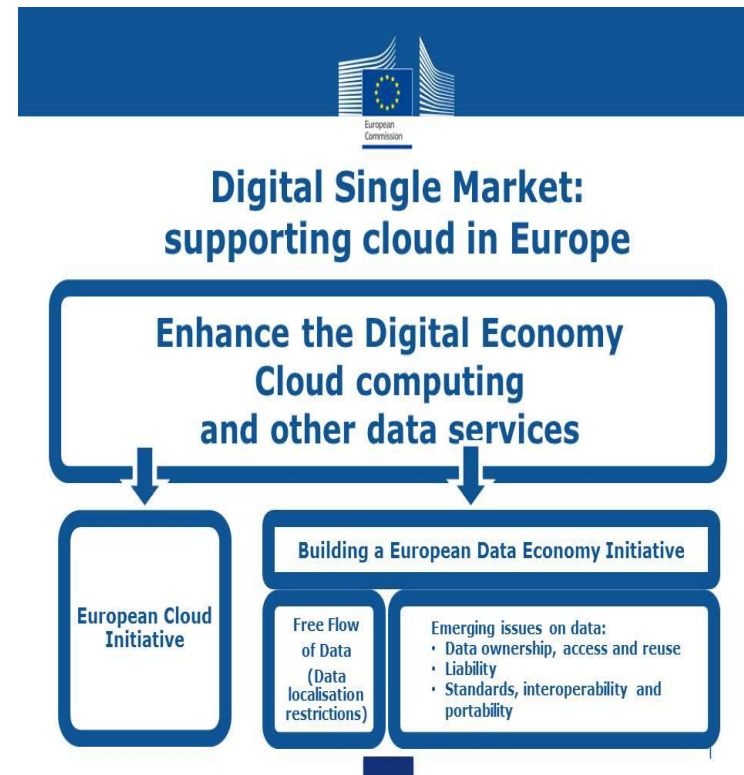 European
Commission
Digital Single Market:
supporting cloud in Europe
Enhance the Digital Economy
Cloud computing
and other data services
European Cloud
Initiative
Building a European Data Economy Initiative
Free Flow
of Data
(Data
localisation
restrictions)
Emerging issues on data:
• Data ownership, access and reuse
• Liability
• Standards, interoperability and
portability